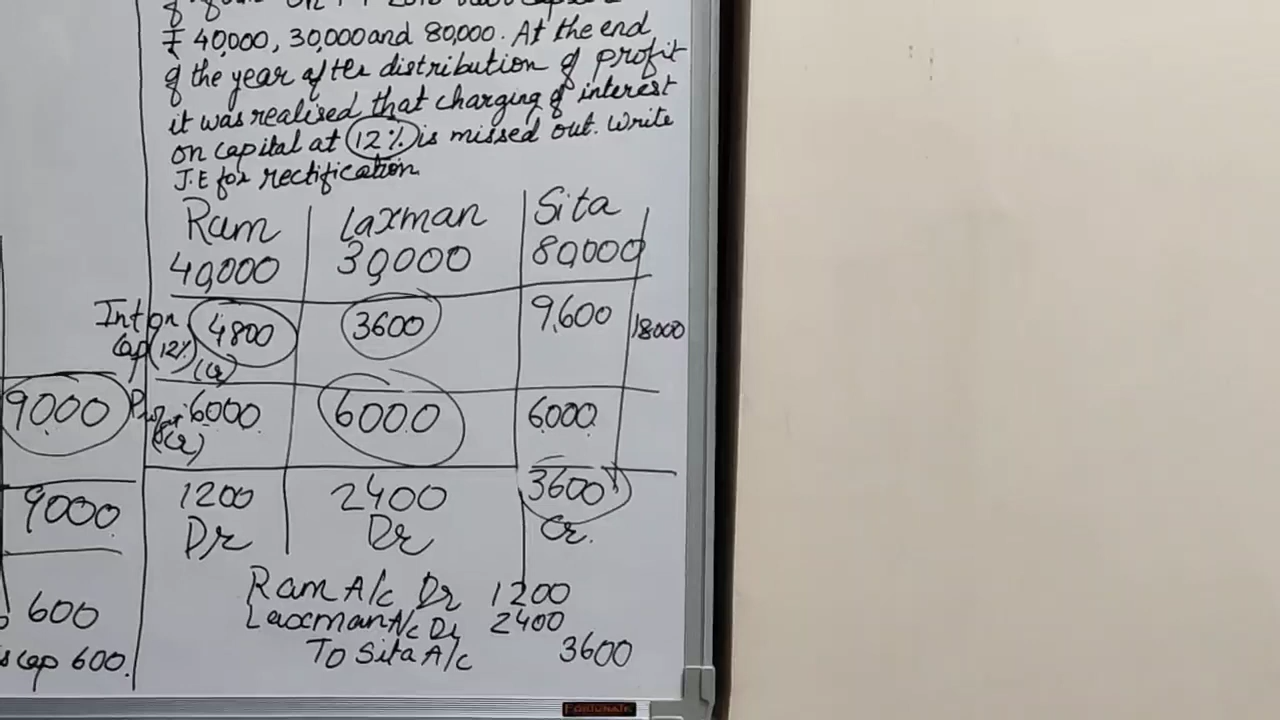 ₹ 40,000, 30,000 and 80,000. At the end
of the year after distribution of profit
it was realised that charging of interest
on capital at 12% is missed out. Write
J.E for rectification.
Ram Laxman Sita
40,000 30,000 80,000
Int on 4800 3600 9,600 18000
Cap (12%) (Cr)
9000 6000 6000 6000
(Cr)
9000 1200 2400 3600
Dr Dr Cr.
Ram A/c Dr 1200
600 Laxman A/c Dr 2400
Cap 600. To Sita A/c 3600
FORTUNATE